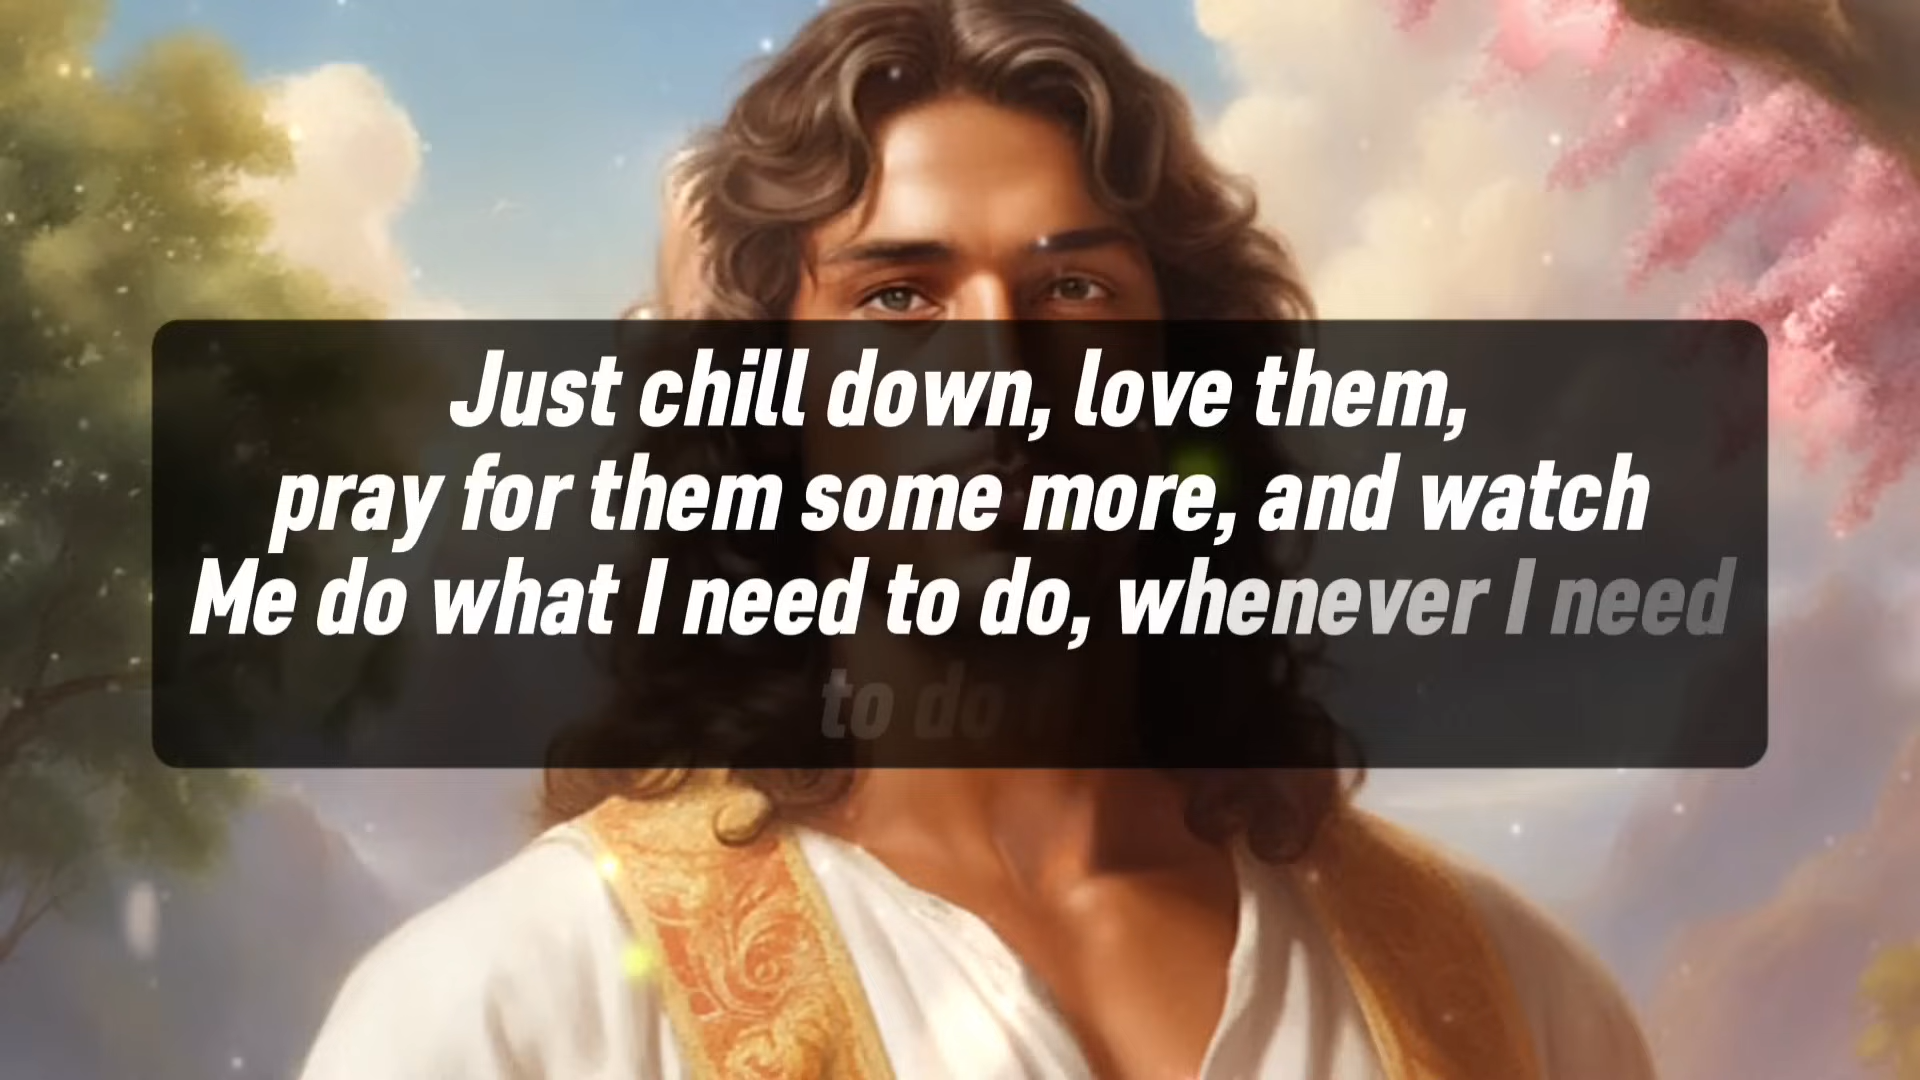 Just chill down, love them,
pray for them some more, and watch
Me do what I need to do, whenever I need
to do